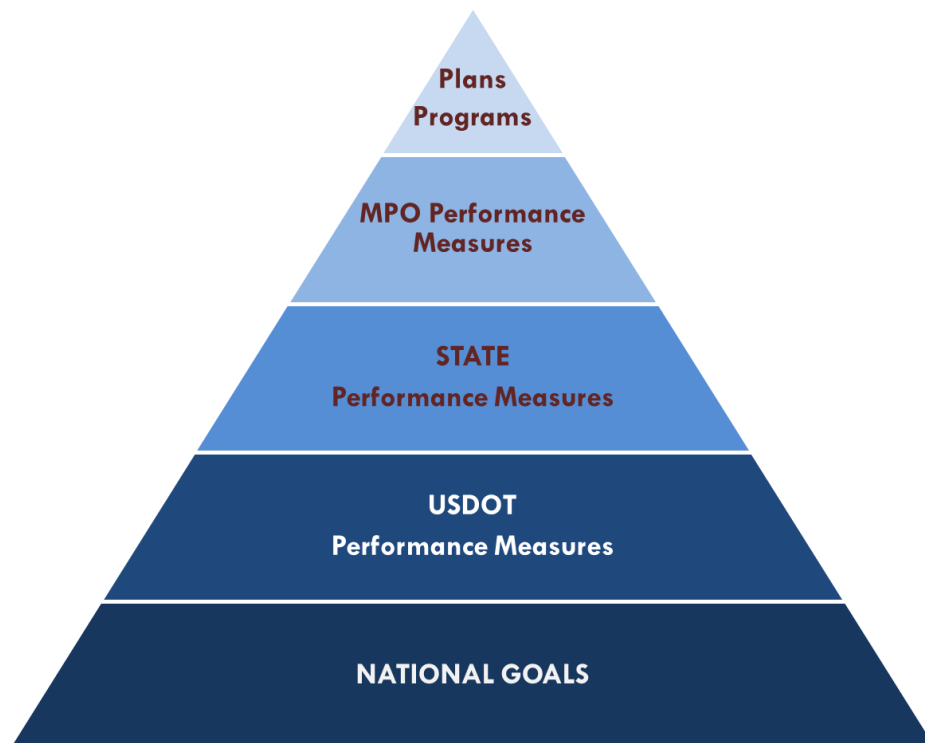 Plans
Programs
MPO Performance
Measures
STATE
Performance Measures
USDOT
Performance Measures
NATIONAL GOALS